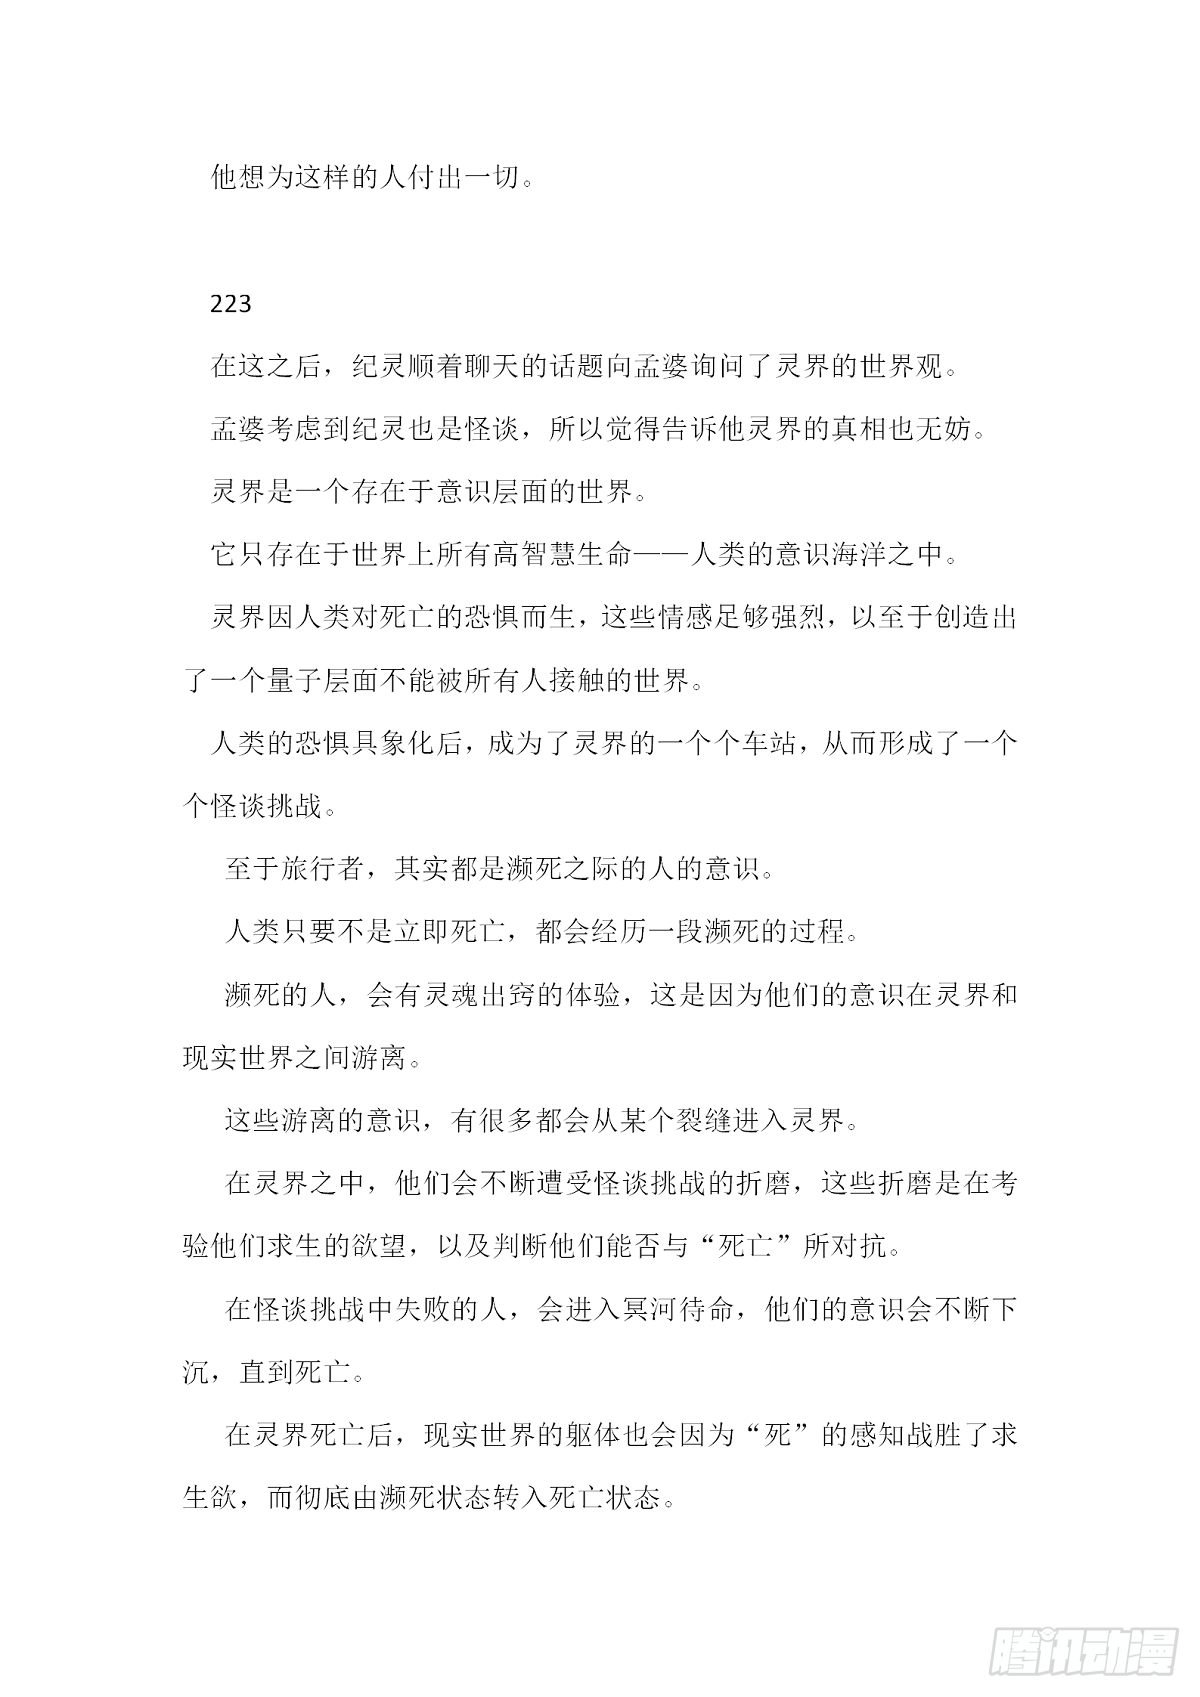 他想为这样的人付出一切。
223
在这之后，纪灵顺着聊天的话题向孟婆询问了灵界的世界观。
孟婆考虑到纪灵也是怪谈，所以觉得告诉他灵界的真相也无妨。
灵界是一个存在于意识层面的世界。
它只存在于世界上所有高智慧生命——人类的意识海洋之中。
灵界因人类对死亡的恐惧而生，这些情感足够强烈，以至于创造出
了一个量子层面不能被所有人接触的世界。
人类的恐惧具象化后，成为了灵界的一个个车站，从而形成了一个
个怪谈挑战。
至于旅行者，其实都是濒死之际的人的意识。
人类只要不是立即死亡，都会经历一段濒死的过程。
濒死的人，会有灵魂出窍的体验，这是因为他们的意识在灵界和
现实世界之间游离。
这些游离的意识，有很多都会从某个裂缝进入灵界。
在灵界之中，他们会不断遭受怪谈挑战的折磨，这些折磨是在考
验他们求生的欲望，以及判断他们能否与“死亡”所对抗。
在怪谈挑战中失败的人，会进入冥河待命，他们的意识会不断下
沉，直到死亡。
在灵界死亡后，现实世界的躯体也会因为“死”的感知战胜了求
生欲，而彻底由濒死状态转入死亡状态。
腾讯动漫